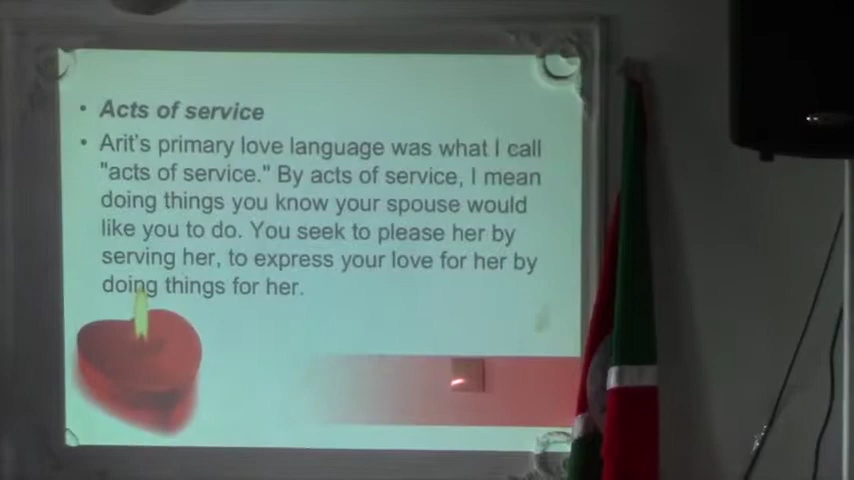 • Acts of service
• Arit's primary love language was what I call
"acts of service." By acts of service, I mean
doing things you know your spouse would
like you to do. You seek to please her by
serving her, to express your love for her by
doing things for her.